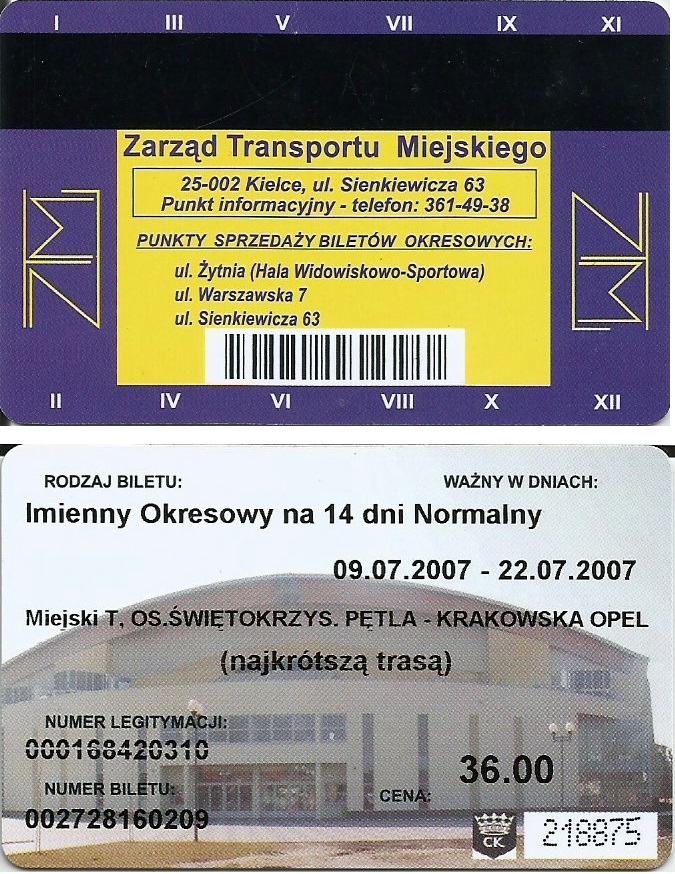 I III V VII IX XI
Zarząd Transportu Miejskiego
25-002 Kielce, ul. Sienkiewicza 63
Punkt informacyjny - telefon: 361-49-38
PUNKTY SPRZEDAŻY BILETÓW OKRESOWYCH:
ul. Żytnia (Hala Widowiskowo-Sportowa)
ul. Warszawska 7
ul. Sienkiewicza 63
ZTM
ZTM
II IV VI VIII X XII
RODZAJ BILETU: WAŻNY W DNIACH:
Imienny Okresowy na 14 dni Normalny
09.07.2007 - 22.07.2007
Miejski T, OS.ŚWIĘTOKRZYS. PĘTLA - KRAKOWSKA OPEL
(najkrótszą trasą)
NUMER LEGITYMACJI:
000168420310
NUMER BILETU:
002728160209
CENA: 36.00
CK
218875